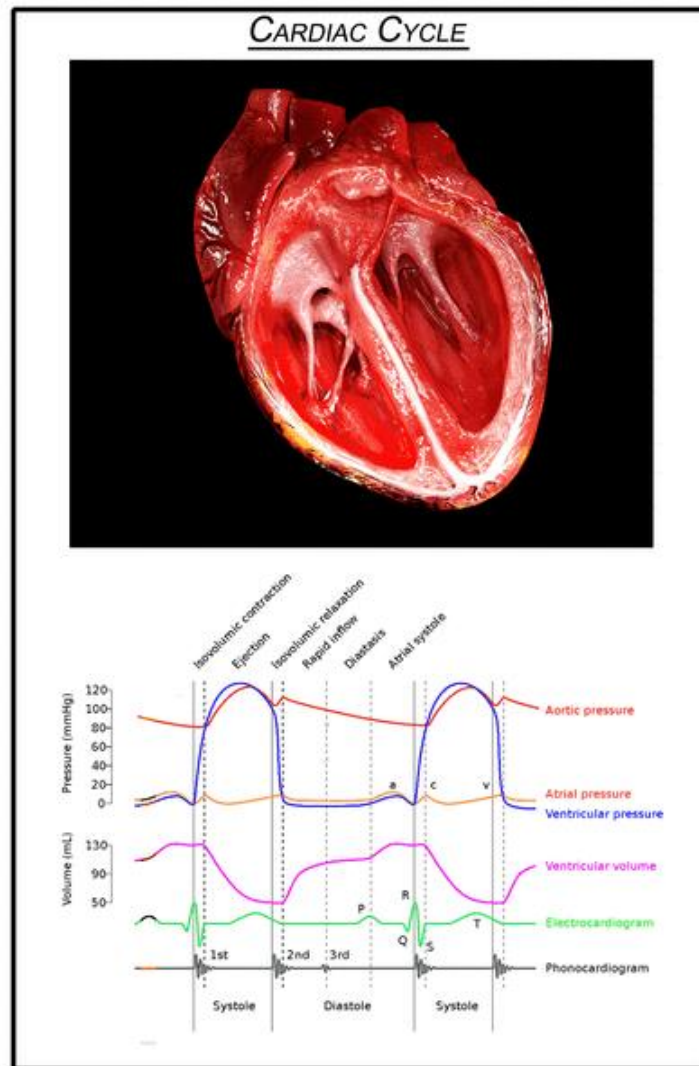 CARDIAC CYCLE
Isovolumic contraction
Ejection
Isovolumic relaxation
Rapid inflow
Diastasis
Atrial systole
Pressure (mmHg)
120
100
80
60
40
20
0
a
c
v
Aortic pressure
Atrial pressure
Ventricular pressure
Volume (mL)
130
90
50
Ventricular volume
R
P
Q
S
T
Electrocardiogram
1st
2nd
3rd
Phonocardiogram
Systole
Diastole
Systole